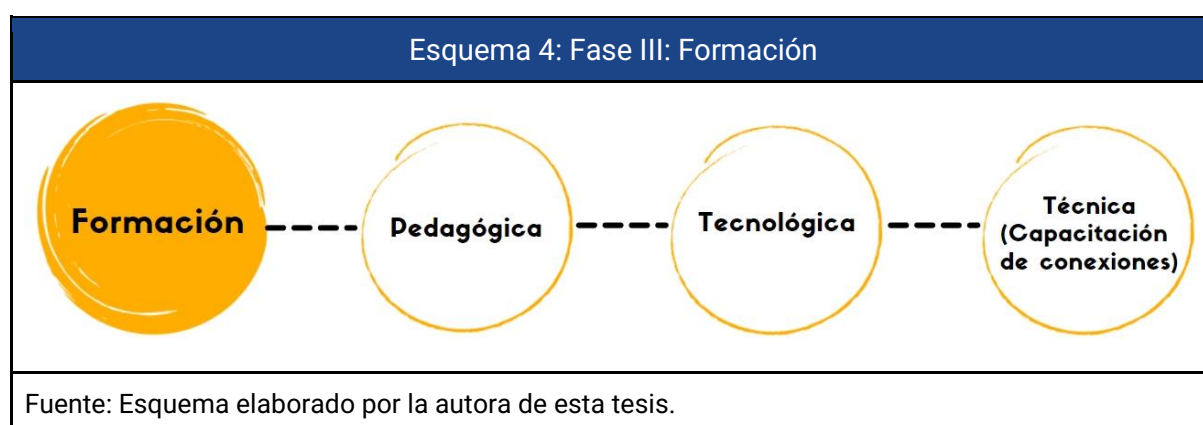 Esquema 4: Fase III: Formación
Formación
Pedagógica
Tecnológica
Técnica
(Capacitación
de conexiones)
Fuente: Esquema elaborado por la autora de esta tesis.